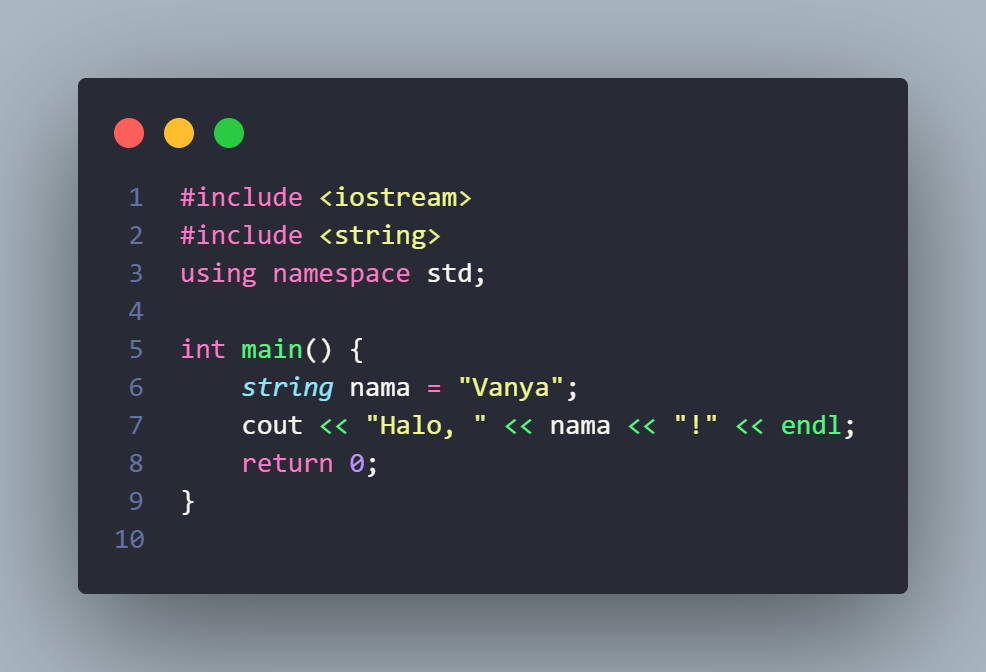 1 #include <iostream>
2 #include <string>
3 using namespace std;
4
5 int main() {
6     string nama = "Vanya";
7     cout << "Halo, " << nama << "!" << endl;
8     return 0;
9 }
10